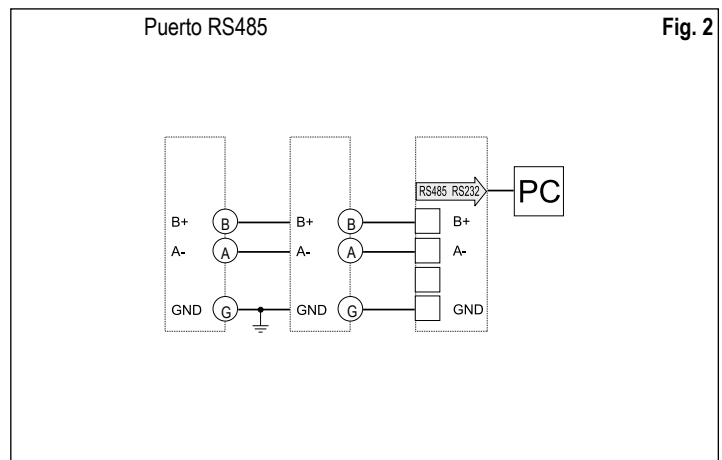 Puerto RS485 Fig. 2
RS485 RS232 PC
B+ B B+ B B+
A- A A- A A-
GND G GND G GND